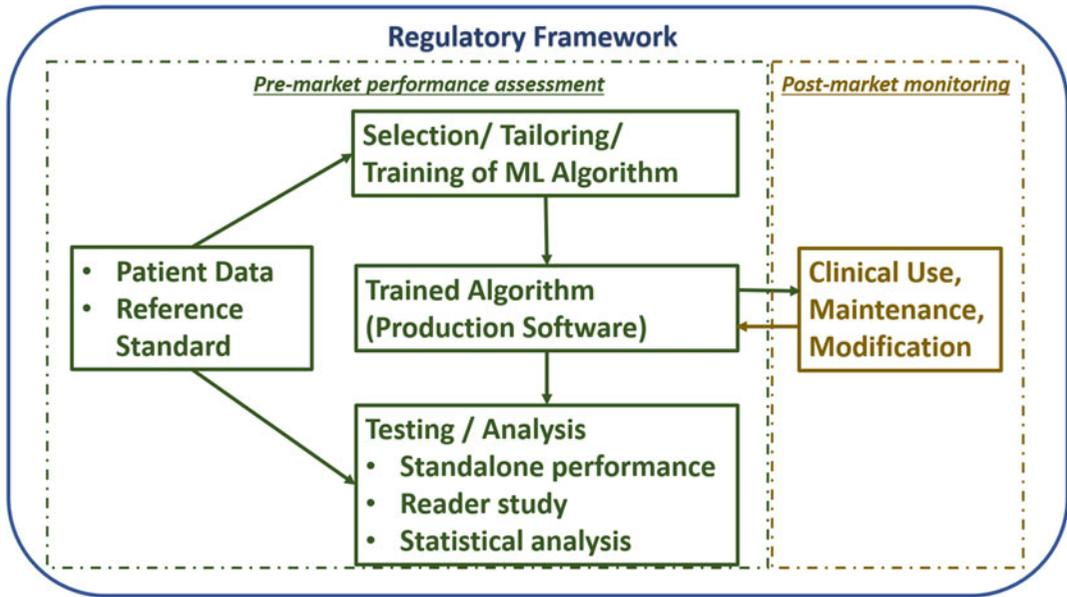 Regulatory Framework
Pre-market performance assessment
Post-market monitoring
Selection/ Tailoring/
Training of ML Algorithm
• Patient Data
• Reference
Standard
Trained Algorithm
(Production Software)
Clinical Use,
Maintenance,
Modification
Testing / Analysis
• Standalone performance
• Reader study
• Statistical analysis